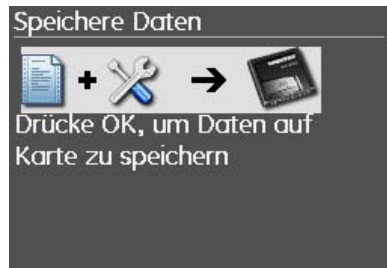 Speichere Daten
Drücke OK, um Daten auf
Karte zu speichern